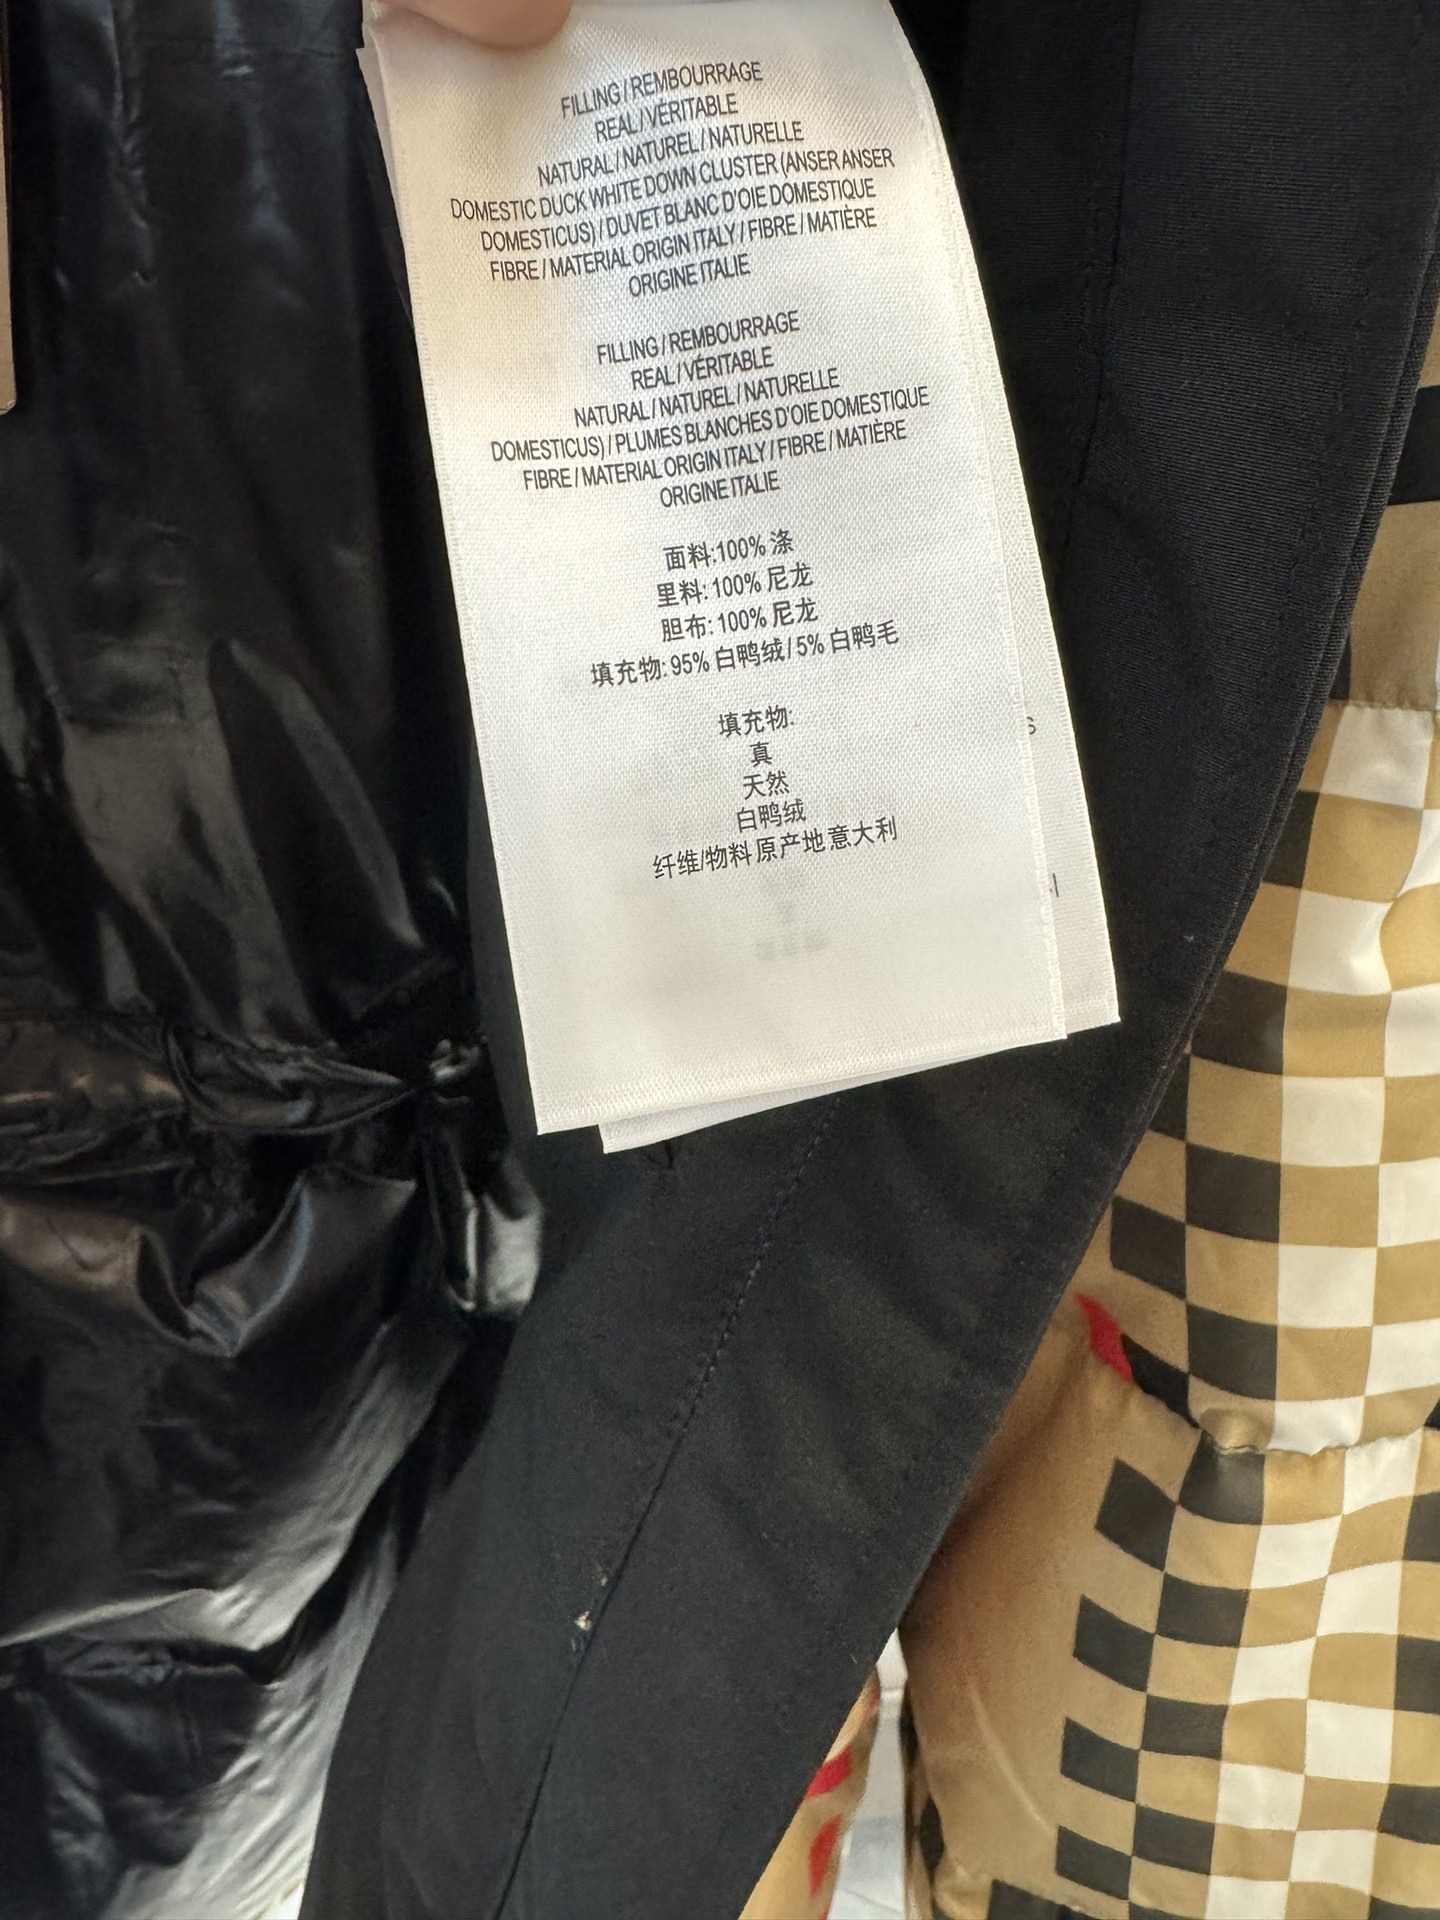 FILLING / REMBOURRAGE
REAL / VÉRITABLE
NATURAL / NATUREL / NATURELLE
DOMESTIC DUCK WHITE DOWN CLUSTER (ANSER ANSER
DOMESTICUS) / DUVET BLANC D'OIE DOMESTIQUE
FIBRE / MATERIAL ORIGIN ITALY / FIBRE / MATIÈRE
ORIGINE ITALIE
FILLING / REMBOURRAGE
REAL / VÉRITABLE
NATURAL / NATUREL / NATURELLE
DOMESTICUS) / PLUMES BLANCHES D'OIE DOMESTIQUE
FIBRE / MATERIAL ORIGIN ITALY / FIBRE / MATIÈRE
ORIGINE ITALIE
面料:100% 涤
里料: 100% 尼龙
胆布: 100% 尼龙
填充物: 95% 白鸭绒 / 5% 白鸭毛
填充物:
真
天然
白鸭绒
纤维/物料原产地意大利